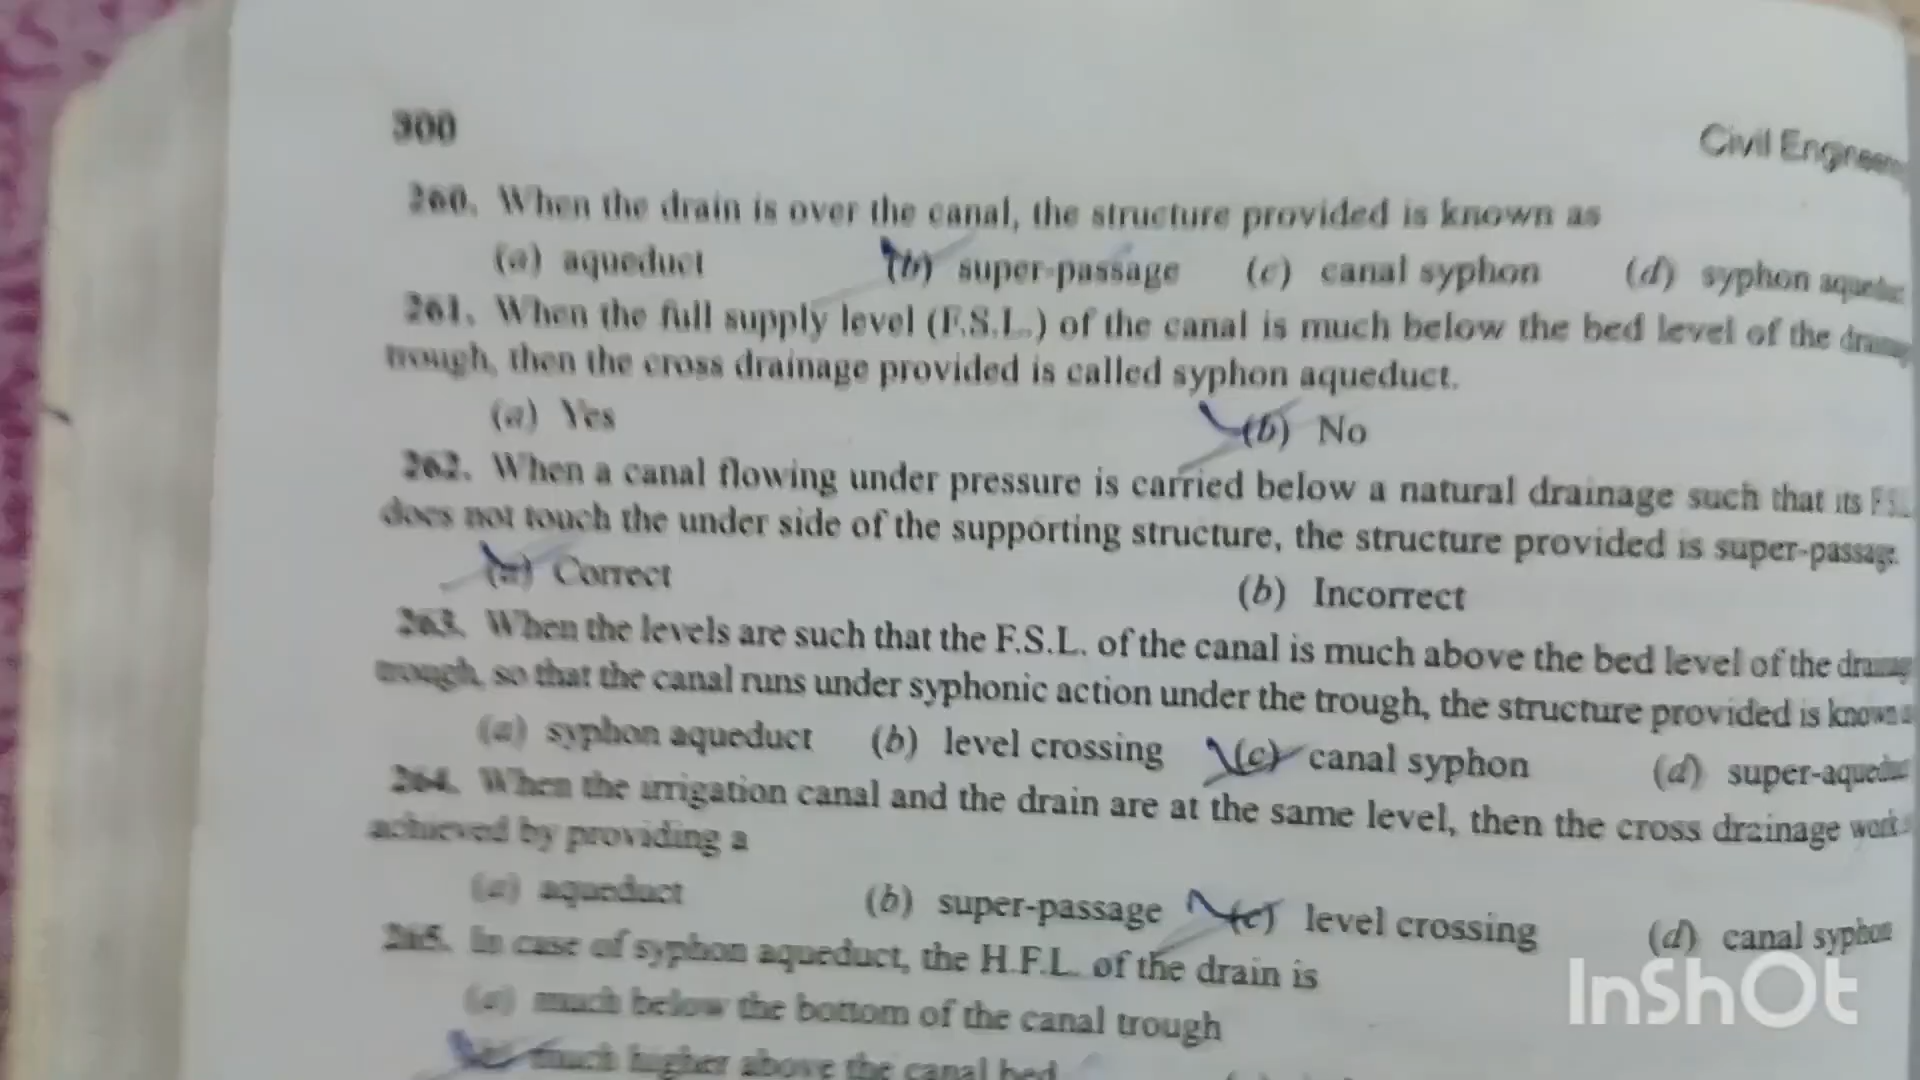 300
Civil Engineering
260. When the drain is over the canal, the structure provided is known as
(a) aqueduct (b) super-passage (c) canal syphon (d) syphon aqueduct
261. When the full supply level (F.S.L.) of the canal is much below the bed level of the
trough, then the cross drainage provided is called syphon aqueduct.
(a) Yes (b) No
262. When a canal flowing under pressure is carried below a natural drainage such that its F.S.L.
does not touch the under side of the supporting structure, the structure provided is super-passage.
(a) Correct (b) Incorrect
263. When the levels are such that the F.S.L. of the canal is much above the bed level of the
trough, so that the canal runs under syphonic action under the trough, the structure provided is known
(a) syphon aqueduct (b) level crossing (c) canal syphon (d) super-aqueduct
264. When the irrigation canal and the drain are at the same level, then the cross drainage work
achieved by providing a
(a) aqueduct (b) super-passage (c) level crossing (d) canal syphon
265. In case of syphon aqueduct, the H.F.L. of the drain is
(a) much below the bottom of the canal trough
much higher above the canal bed
InShOt